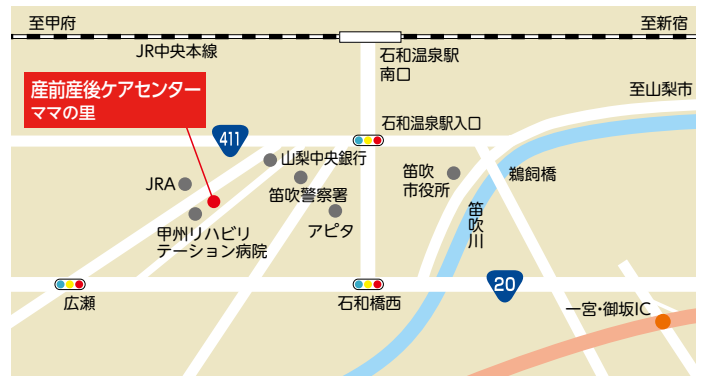 至甲府
至新宿
JR中央本線
石和温泉駅
南口
産前産後ケアセンター
ママの里
至山梨市
411
石和温泉駅入口
山梨中央銀行
JRA
笛吹警察署
笛吹
市役所
鵜飼橋
アピタ
笛吹川
甲州リハビリ
テーション病院
20
広瀬
石和橋西
一宮・御坂IC